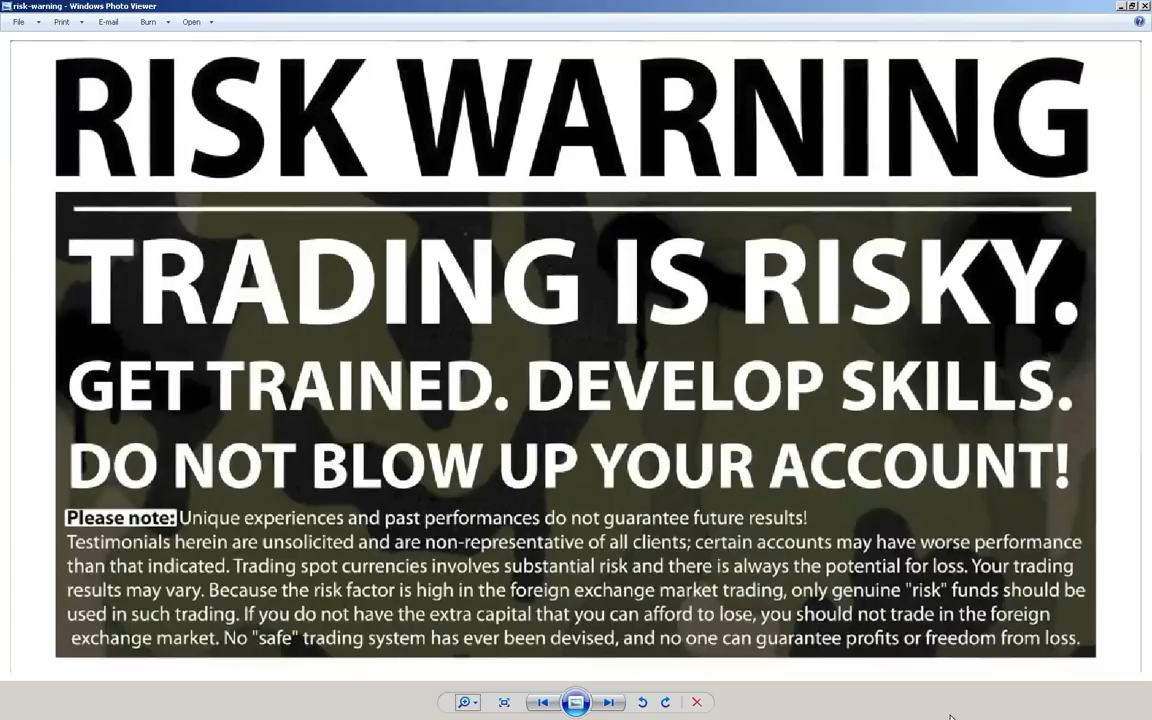 risk-warning - Windows Photo Viewer
File Print E-mail Burn Open
RISK WARNING
TRADING IS RISKY.
GET TRAINED. DEVELOP SKILLS.
DO NOT BLOW UP YOUR ACCOUNT!
Please note: Unique experiences and past performances do not guarantee future results!
Testimonials herein are unsolicited and are non-representative of all clients; certain accounts may have worse performance
than that indicated. Trading spot currencies involves substantial risk and there is always the potential for loss. Your trading
results may vary. Because the risk factor is high in the foreign exchange market trading, only genuine "risk" funds should be
used in such trading. If you do not have the extra capital that you can afford to lose, you should not trade in the foreign
exchange market. No "safe" trading system has ever been devised, and no one can guarantee profits or freedom from loss.